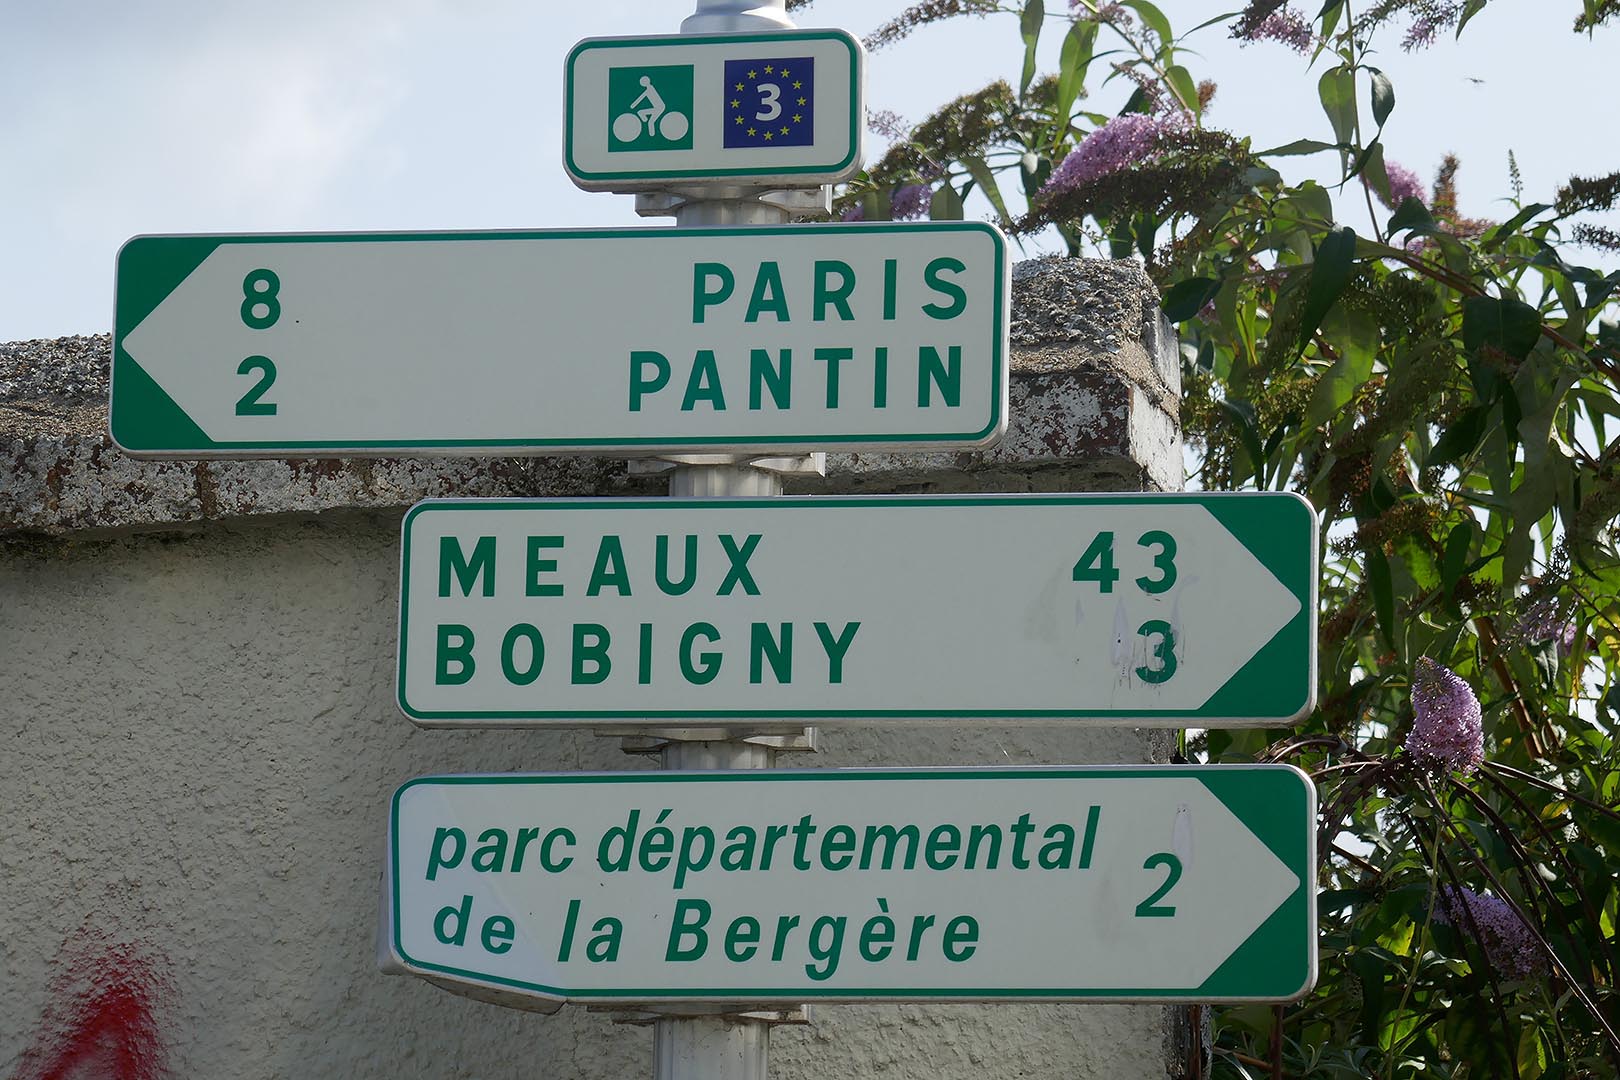 3
8 PARIS
2 PANTIN
MEAUX 43
BOBIGNY 3
parc départemental
de la Bergère 2